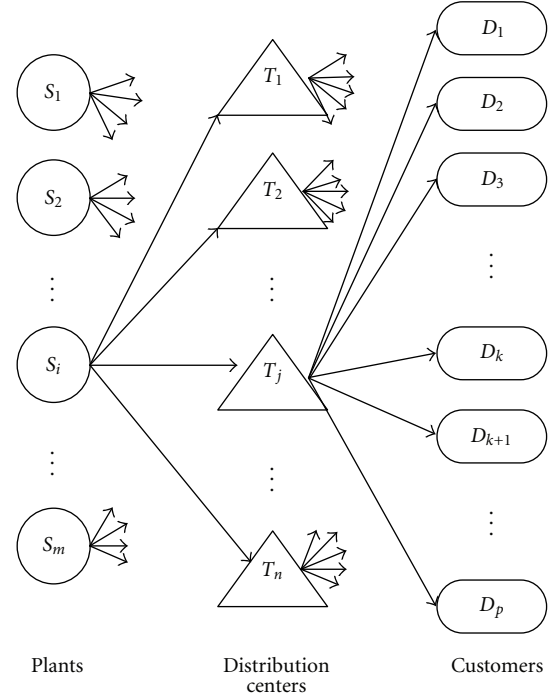 S1
S2
⋮
Si
⋮
Sm
Plants
T1
T2
⋮
Tj
⋮
Tn
Distribution
centers
D1
D2
D3
⋮
Dk
Dk+1
⋮
Dp
Customers